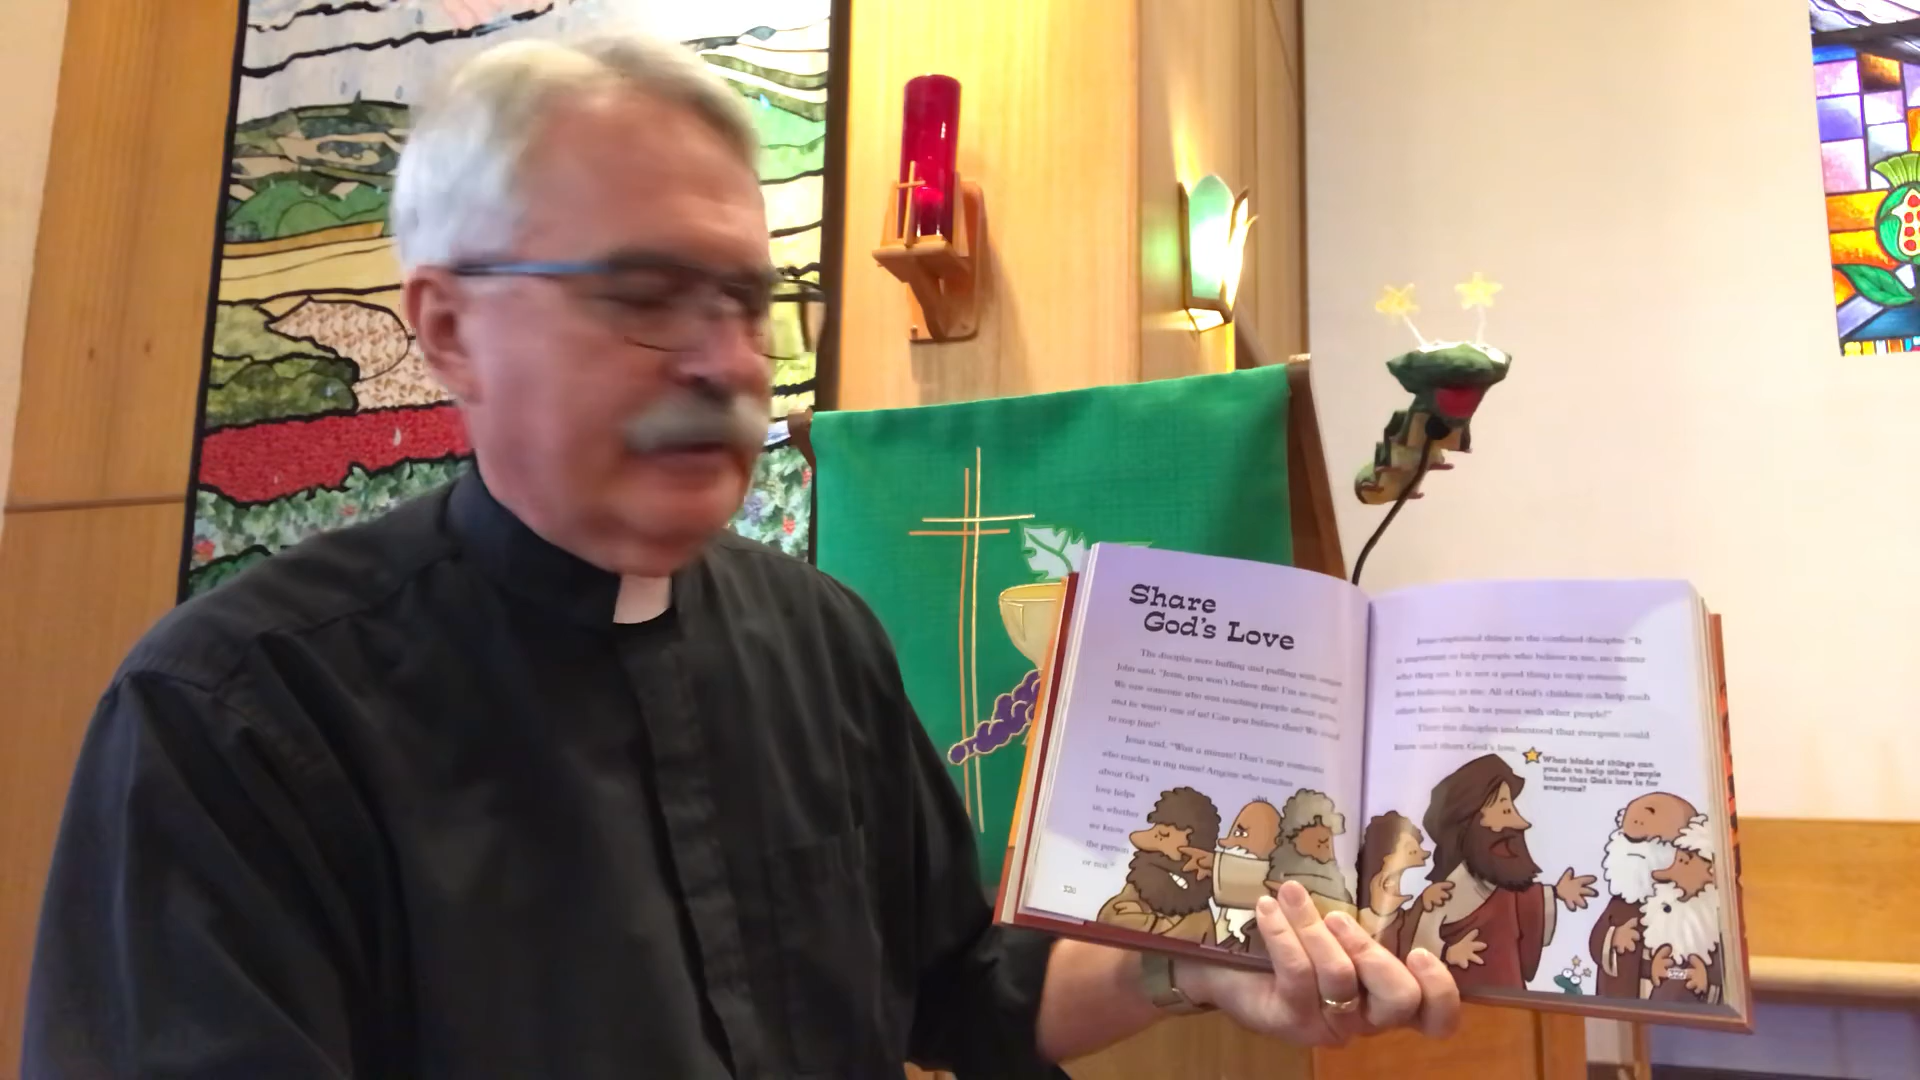 Share
God's Love
The disciples were huffing and puffing with
John said, "Jesus, you won't believe this! I'm so
We saw someone who was teaching people about
and he wasn't one of us! Can you believe that? We
to stop him!"
Jesus said, "Wait a minute! Don't stop someone
who teaches in my name! Anyone who teaches
about God's
love helps
us, whether
we know
the person
or not."
Jesus explained things to the confused disciples. "It
is important to help people who believe in me, no matter
who they are. It is not a good thing to stop someone
from believing in me. All of God's children can help each
other have faith. Be at peace with other people!"
Then the disciples understood that everyone could
know and share God's love.
What kinds of things can
you do to help other people
know that God's love is for
everyone?